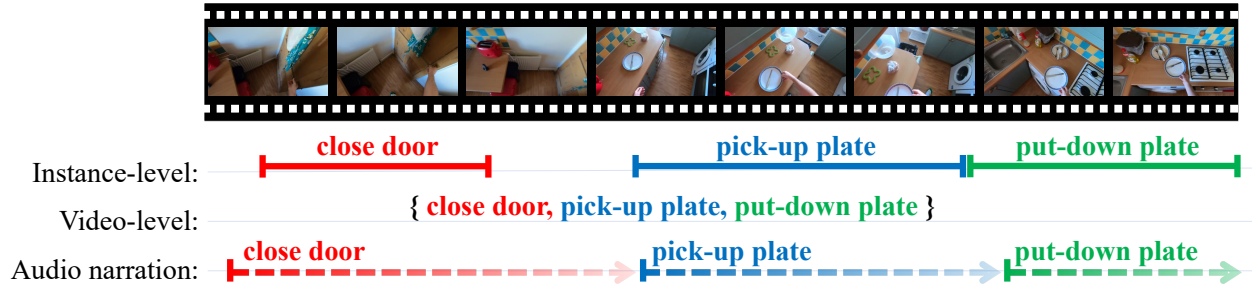 close door pick-up plate put-down plate
Instance-level:
Video-level: { close door, pick-up plate, put-down plate }
close door pick-up plate put-down plate
Audio narration: